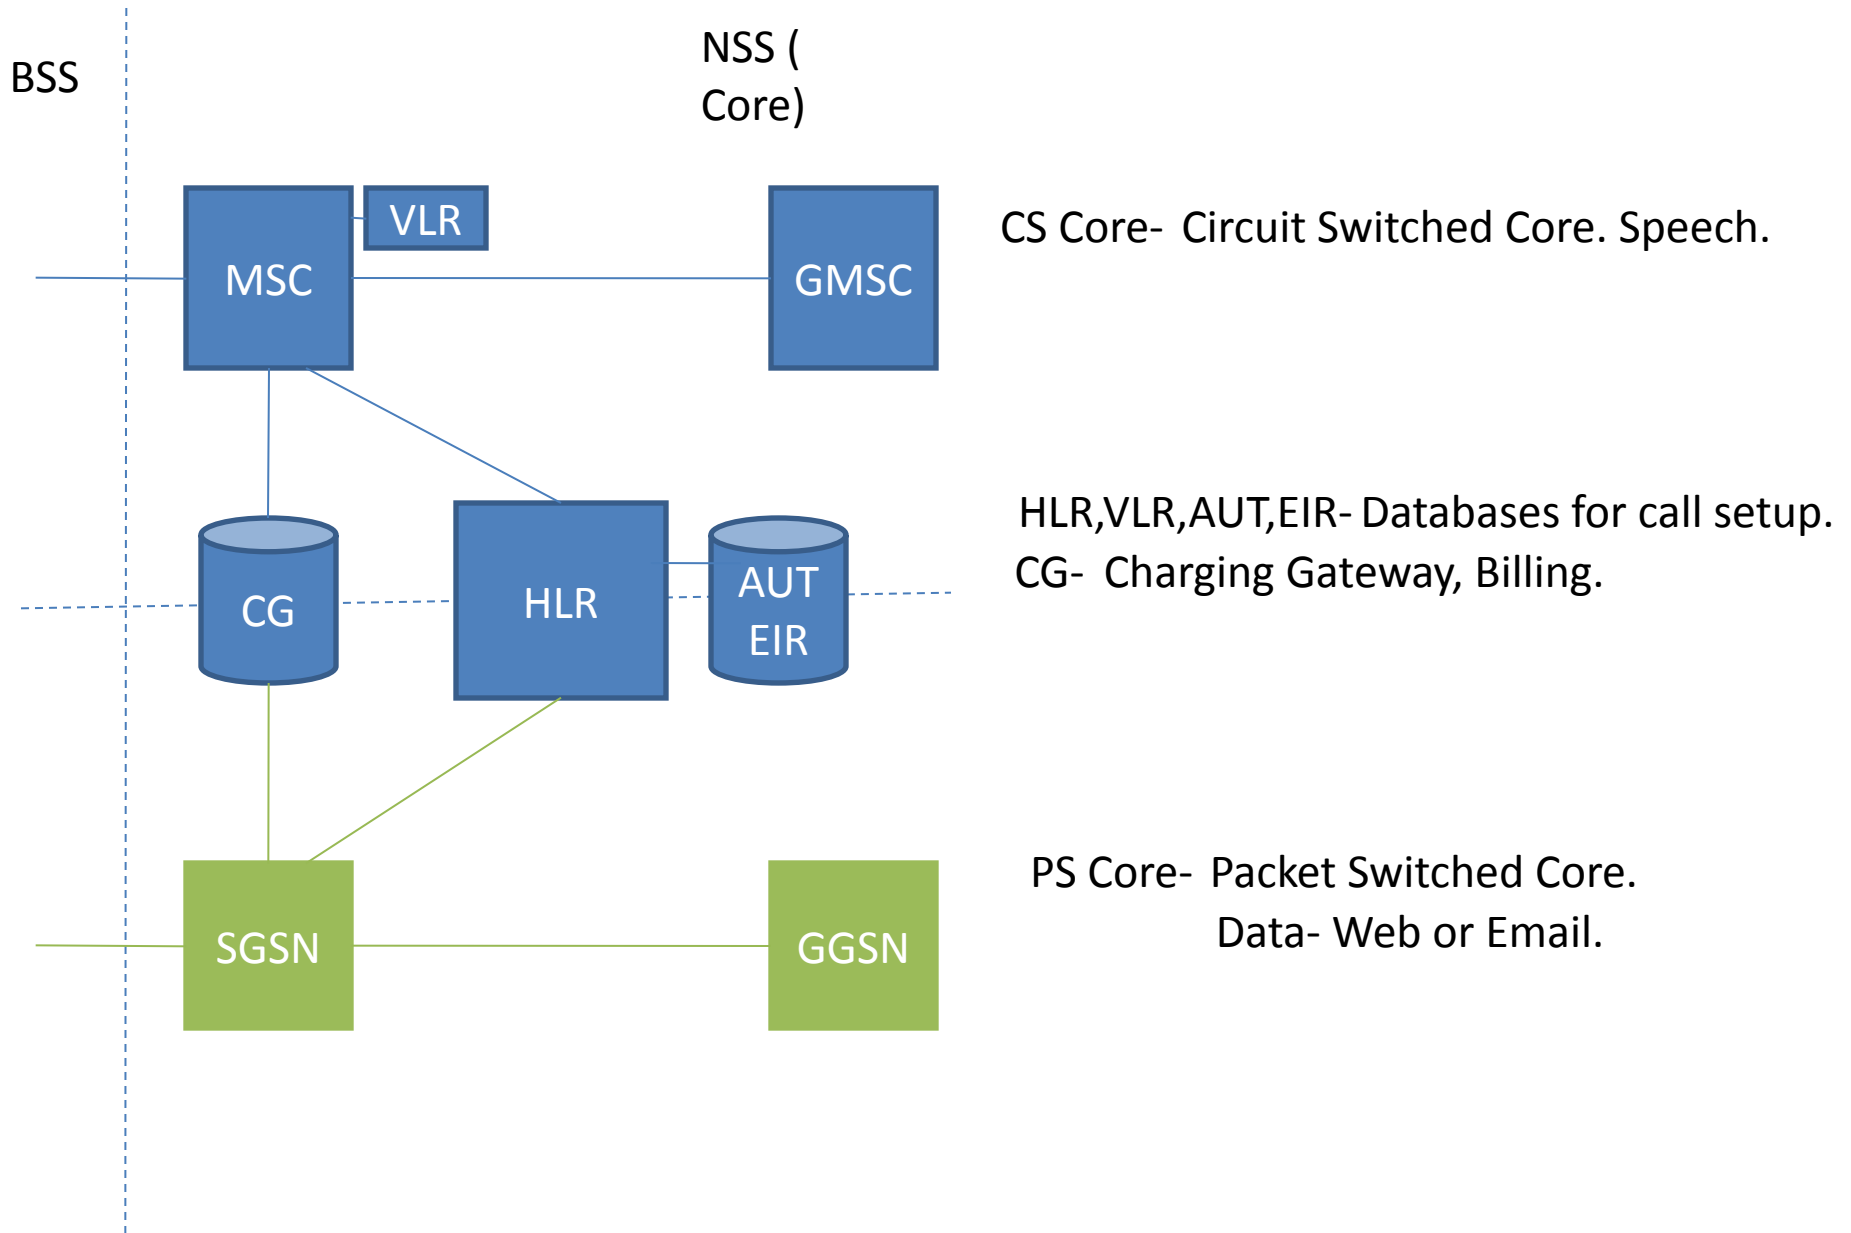 BSS
NSS (
Core)
VLR
MSC
GMSC
CS Core- Circuit Switched Core. Speech.
CG
HLR
AUT
EIR
HLR,VLR,AUT,EIR- Databases for call setup.
CG- Charging Gateway, Billing.
SGSN
GGSN
PS Core- Packet Switched Core.
Data- Web or Email.